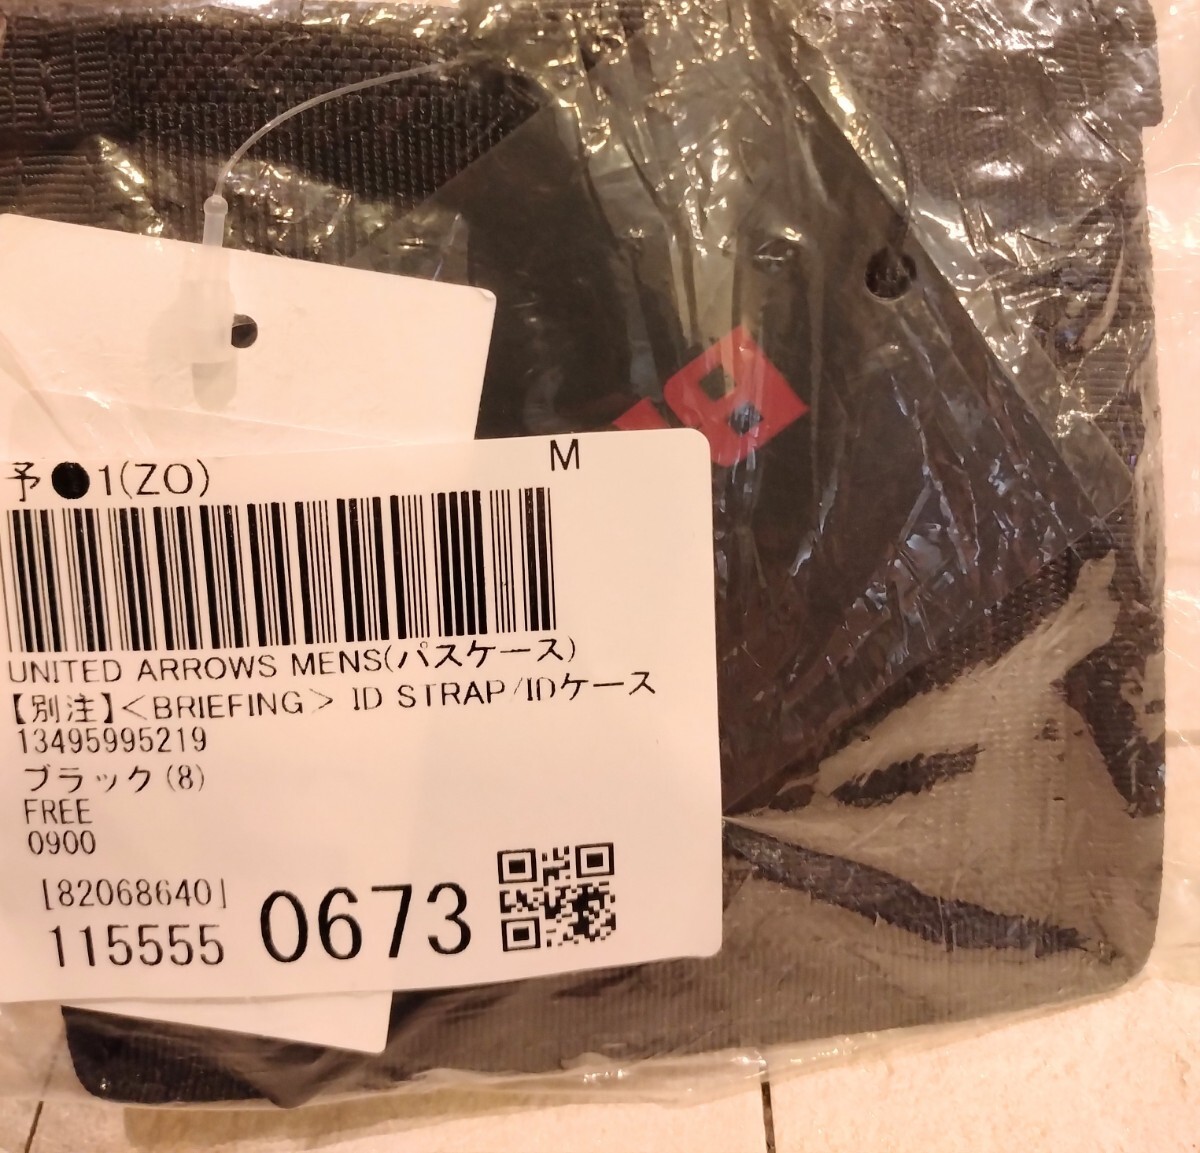 予●1(ZO) M
UNITED ARROWS MENS(パスケース)
【別注】<BRIEFING> ID STRAP/IDケース
13495995219
ブラック(8)
FREE
0900
[82068640]
115555 0673